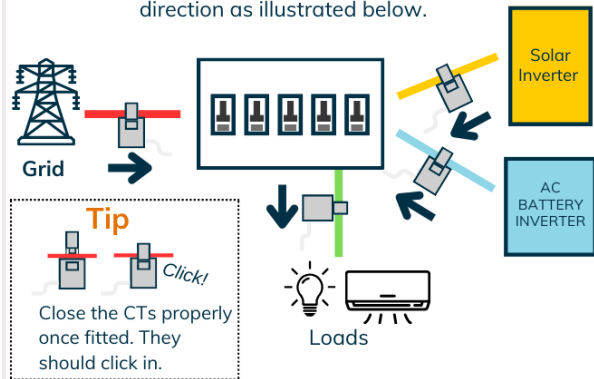 direction as illustrated below.
Solar
Inverter
Grid
AC
BATTERY
INVERTER
Tip
Click!
Close the CTs properly
once fitted. They
should click in.
Loads